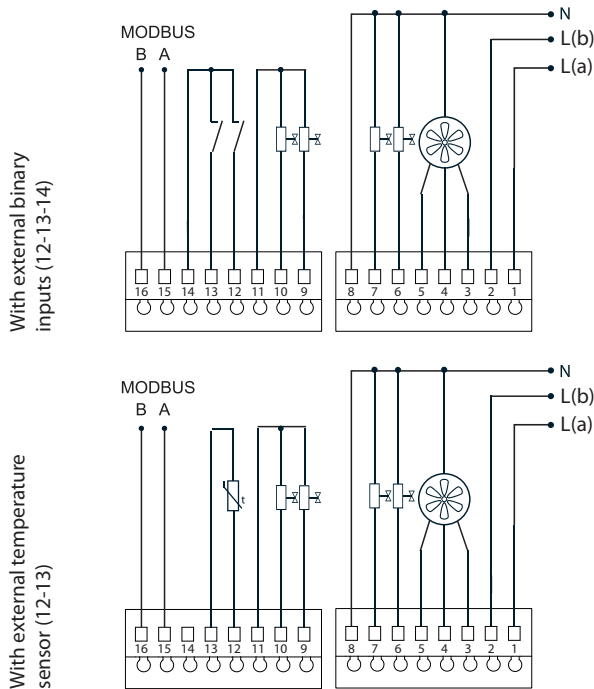 With external binary
inputs (12-13-14)
MODBUS
B A
N
L(b)
L(a)
16 15 14 13 12 11 10 9
8 7 6 5 4 3 2 1
With external temperature
sensor (12-13)
MODBUS
B A
N
L(b)
L(a)
t
16 15 14 13 12 11 10 9
8 7 6 5 4 3 2 1